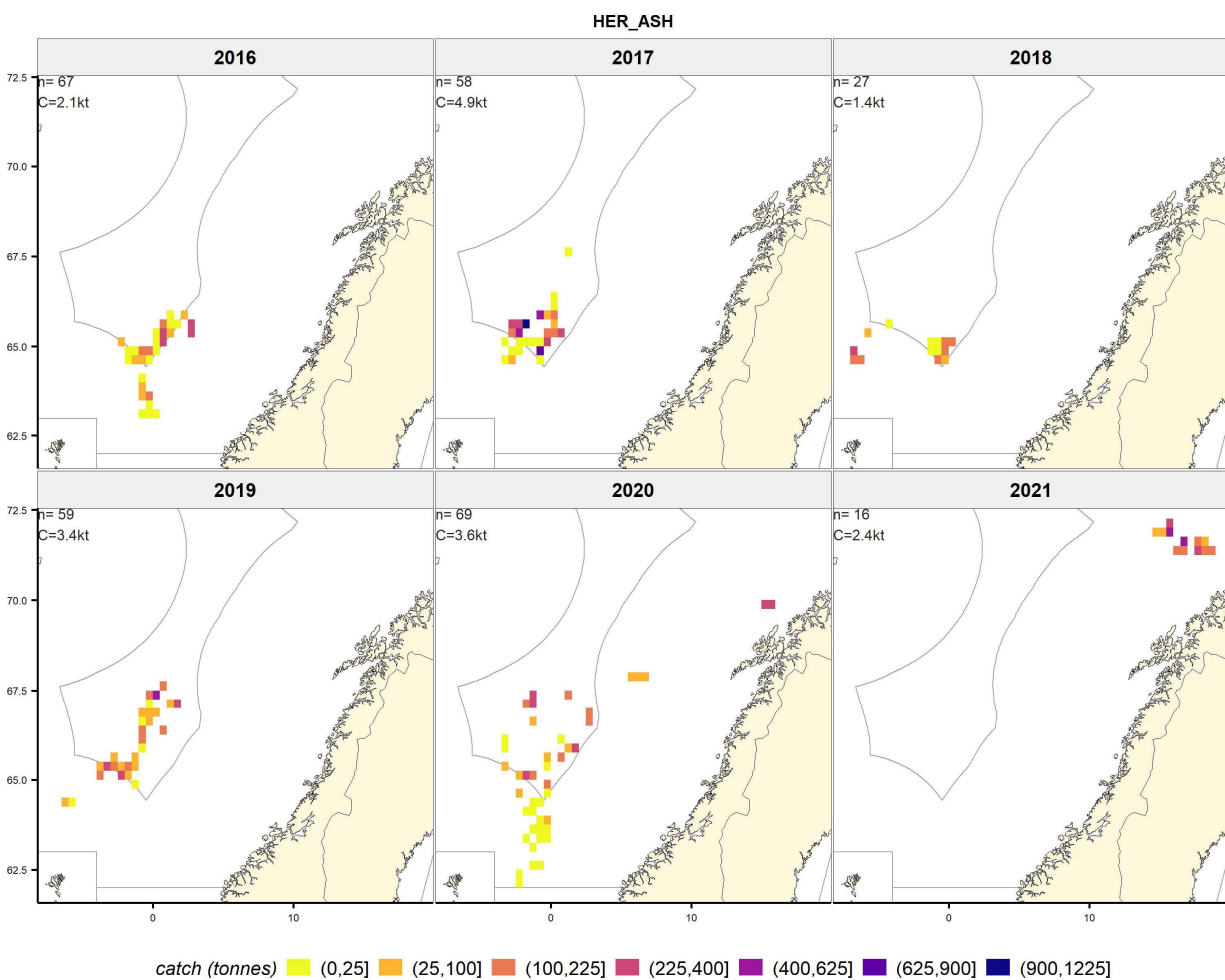 HER_ASH
2016
2017
2018
n= 67
C=2.1kt
n= 58
C=4.9kt
n= 27
C=1.4kt
72.5
70.0
67.5
65.0
62.5
2019
2020
2021
n= 59
C=3.4kt
n= 69
C=3.6kt
n= 16
C=2.4kt
72.5
70.0
67.5
65.0
62.5
0 10 0 10 0 10
catch (tonnes) (0,25] (25,100] (100,225] (225,400] (400,625] (625,900] (900,1225]